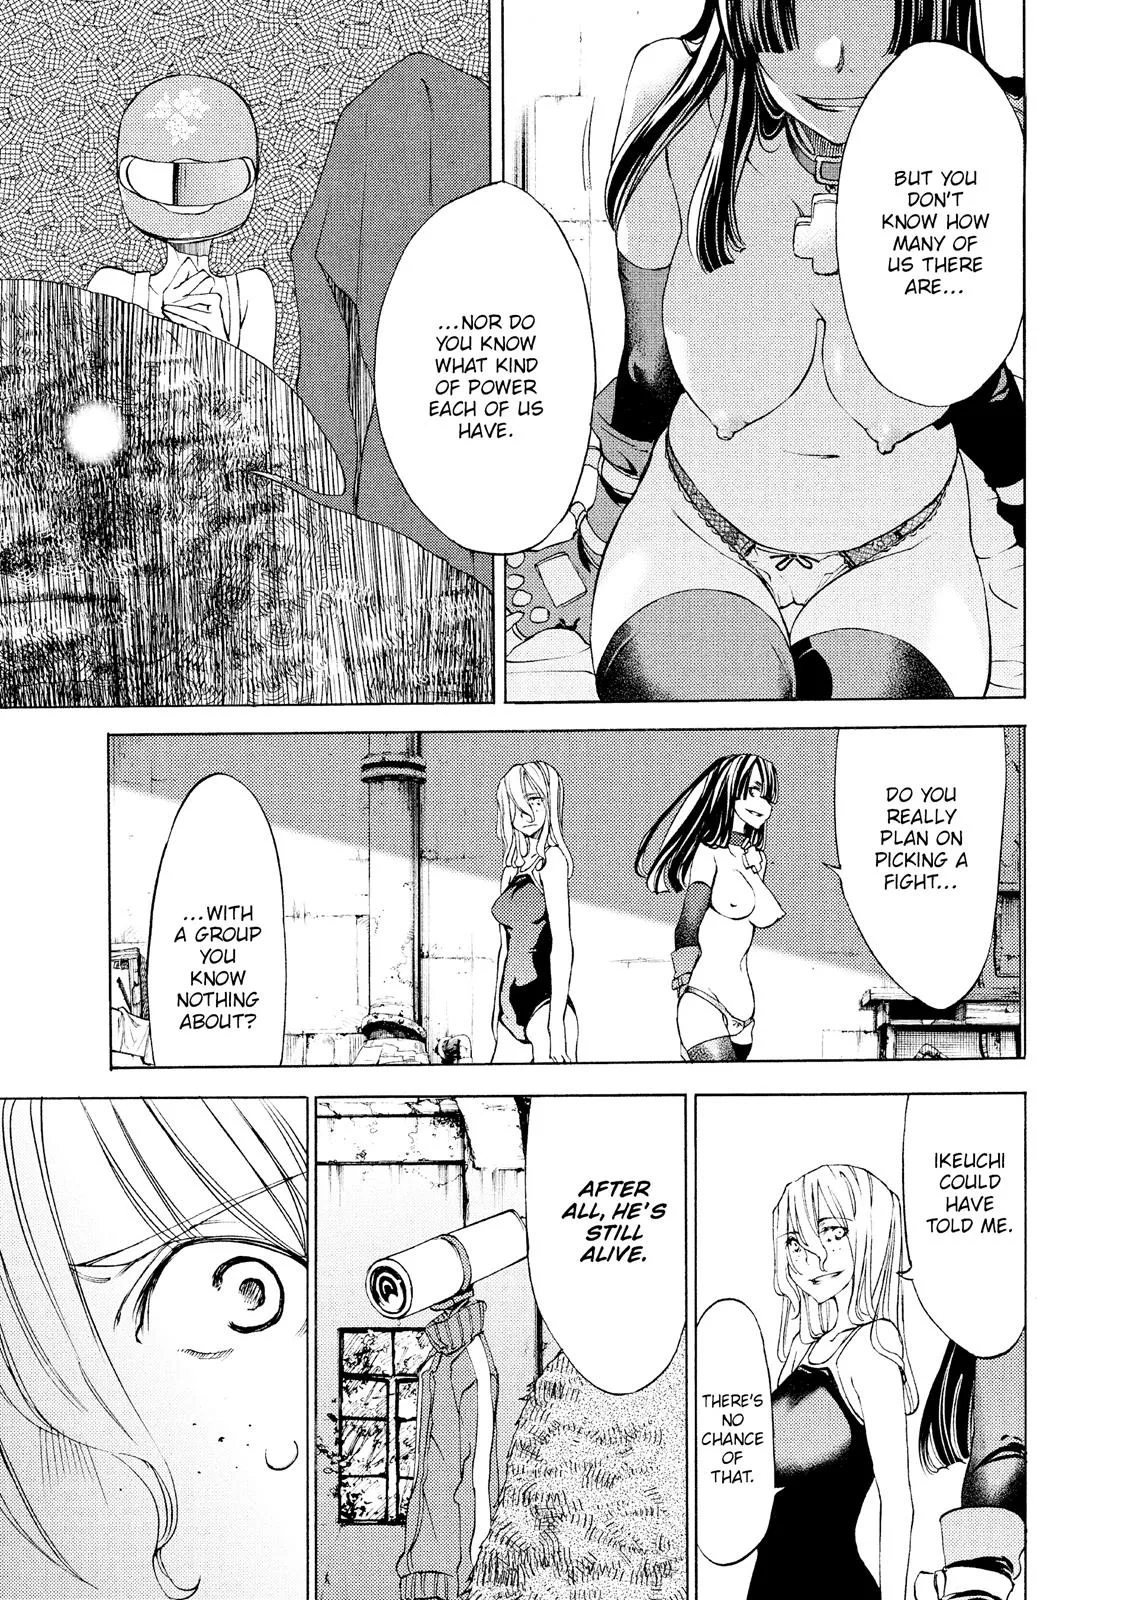 BUT YOU
DON'T
KNOW HOW
MANY OF
US THERE
ARE...
...NOR DO
YOU KNOW
WHAT KIND
OF POWER
EACH OF US
HAVE.
DO YOU
REALLY
PLAN ON
PICKING A
FIGHT...
...WITH
A GROUP
YOU
KNOW
NOTHING
ABOUT?
IKEUCHI
COULD
HAVE
TOLD ME.
THERE'S
NO
CHANCE
OF
THAT.
AFTER
ALL, HE'S
STILL
ALIVE.